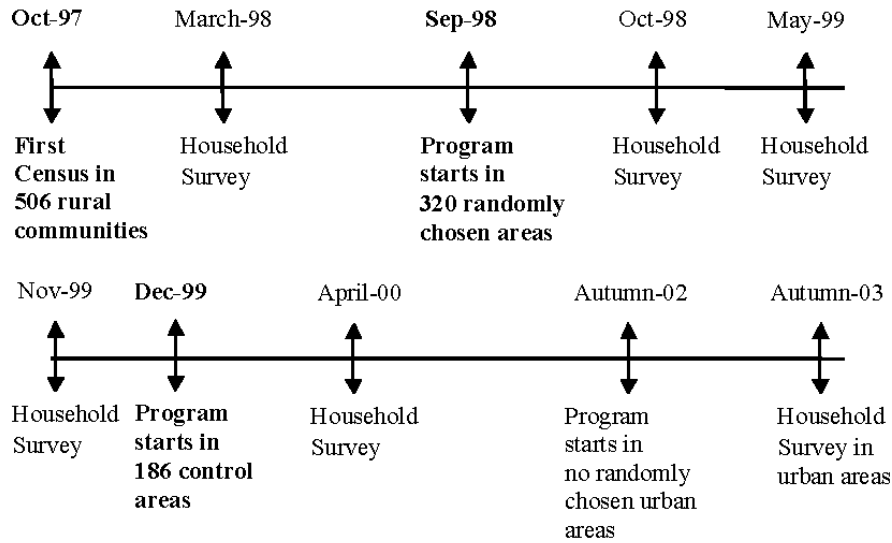 Oct-97 March-98 Sep-98 Oct-98 May-99
First
Census in
506 rural
communities
Household
Survey
Program
starts in
320 randomly
chosen areas
Household
Survey
Household
Survey
Nov-99 Dec-99 April-00 Autumn-02 Autumn-03
Household
Survey
Program
starts in
186 control
areas
Household
Survey
Program
starts in
no randomly
chosen urban
areas
Household
Survey in
urban areas